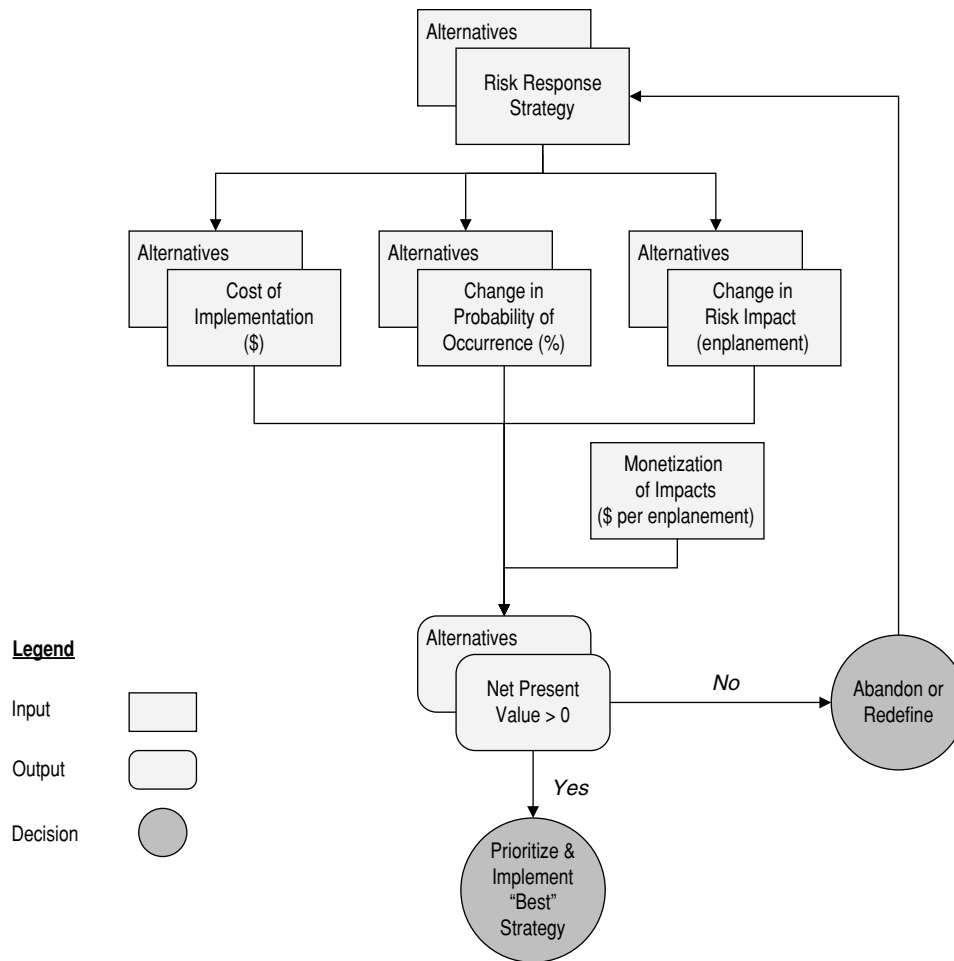 Alternatives
Risk Response
Strategy
Alternatives
Cost of
Implementation
($)
Alternatives
Change in
Probability of
Occurrence (%)
Alternatives
Change in
Risk Impact
(enplanement)
Monetization
of Impacts
($ per enplanement)
Alternatives
Net Present
Value > 0
No
Abandon or
Redefine
Yes
Prioritize &
Implement
“Best”
Strategy
Legend
Input
Output
Decision